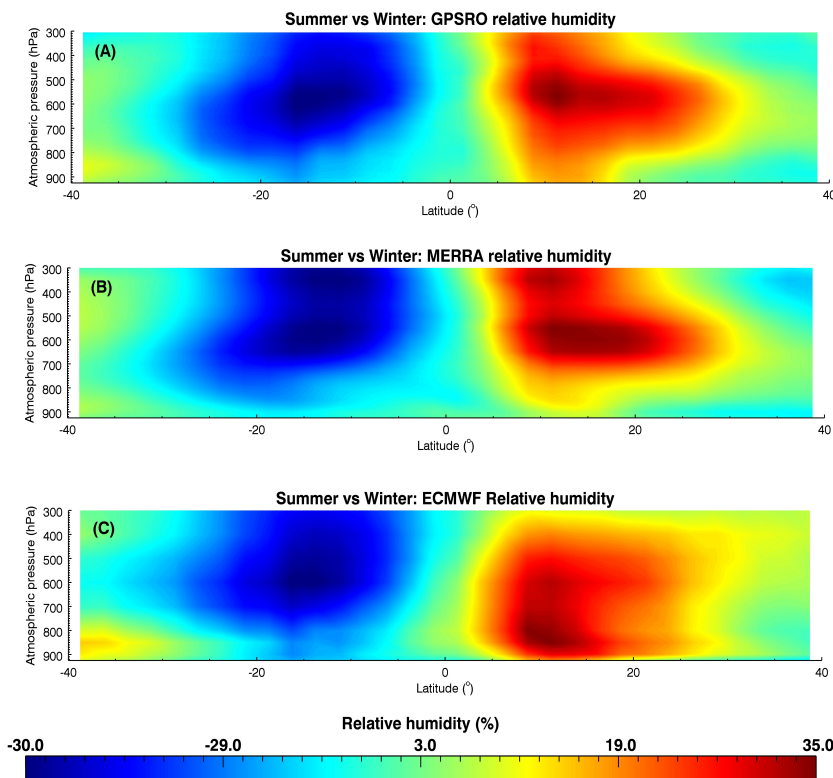 Summer vs Winter: GPSRO relative humidity
(A)
Atmospheric pressure (hPa)
300
400
500
600
700
800
900
-40 -20 0 20 40
Latitude (°)
Summer vs Winter: MERRA relative humidity
(B)
Atmospheric pressure (hPa)
300
400
500
600
700
800
900
-40 -20 0 20 40
Latitude (°)
Summer vs Winter: ECMWF Relative humidity
(C)
Atmospheric pressure (hPa)
300
400
500
600
700
800
900
-40 -20 0 20 40
Latitude (°)
Relative humidity (%)
-30.0 -29.0 3.0 19.0 35.0